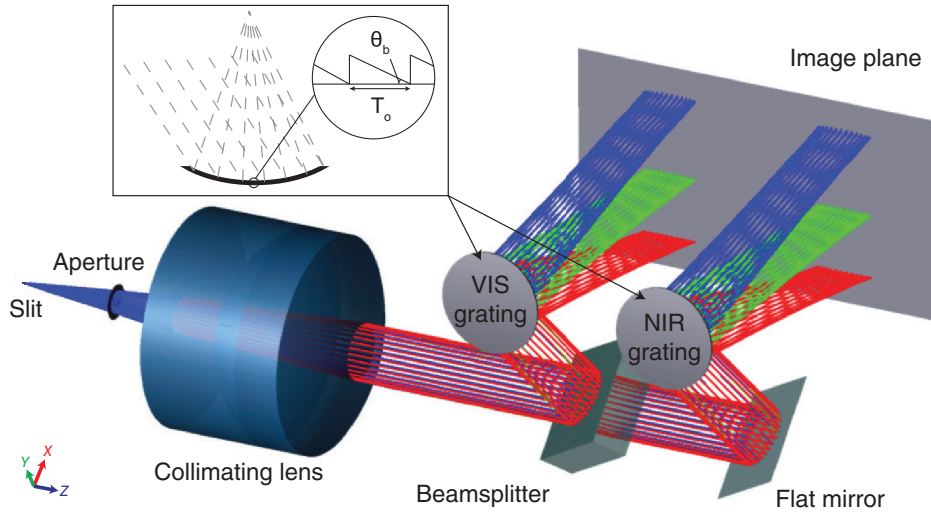 θb
To
Image plane
Aperture
Slit
VIS
grating
NIR
grating
X
Y
Z
Collimating lens
Beamsplitter
Flat mirror